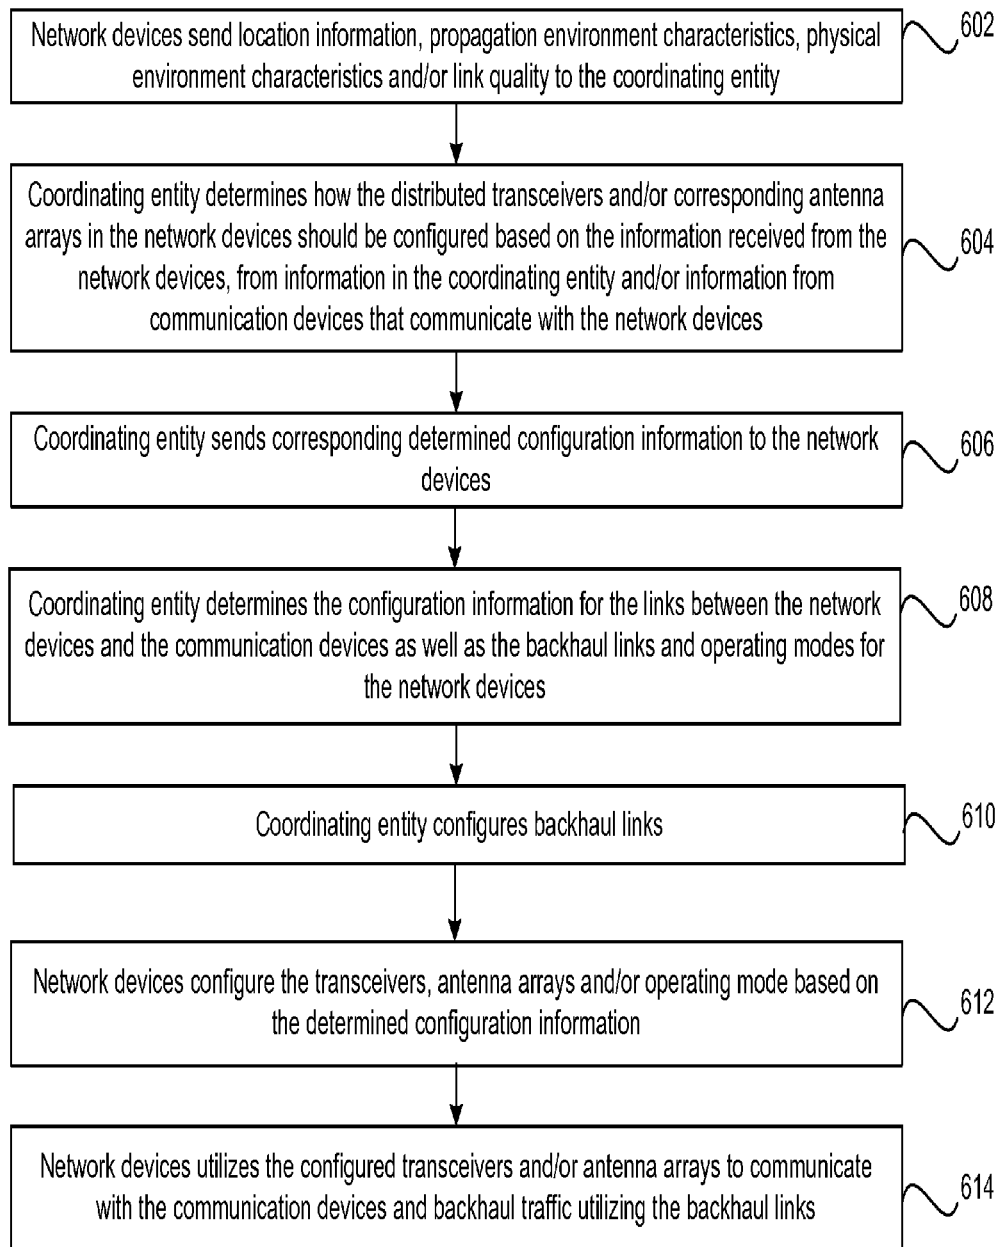 Network devices send location information, propagation environment characteristics, physical
environment characteristics and/or link quality to the coordinating entity
602
Coordinating entity determines how the distributed transceivers and/or corresponding antenna
arrays in the network devices should be configured based on the information received from the
network devices, from information in the coordinating entity and/or information from
communication devices that communicate with the network devices
604
Coordinating entity sends corresponding determined configuration information to the network
devices
606
Coordinating entity determines the configuration information for the links between the network
devices and the communication devices as well as the backhaul links and operating modes for
the network devices
608
Coordinating entity configures backhaul links
610
Network devices configure the transceivers, antenna arrays and/or operating mode based on
the determined configuration information
612
Network devices utilizes the configured transceivers and/or antenna arrays to communicate
with the communication devices and backhaul traffic utilizing the backhaul links
614